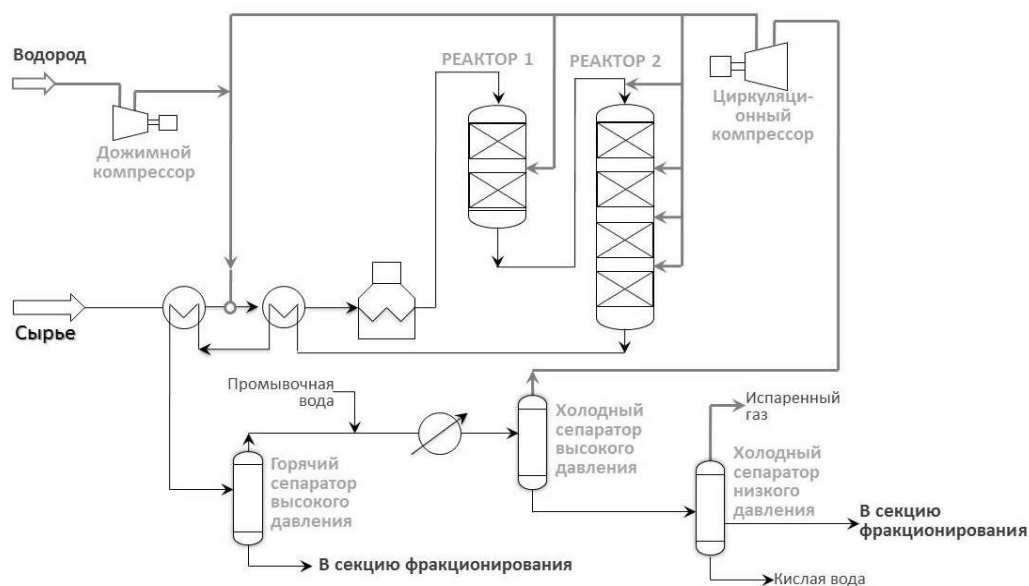 Водород
РЕАКТОР 1
РЕАКТОР 2
Циркуляци-
онный
компрессор
Дожимной
компрессор
Сырье
Промывочная
вода
Холодный
сепаратор
высокого
давления
Испаренный
газ
Горячий
сепаратор
высокого
давления
Холодный
сепаратор
низкого
давления
В секцию
фракционирования
В секцию фракционирования
Кислая вода